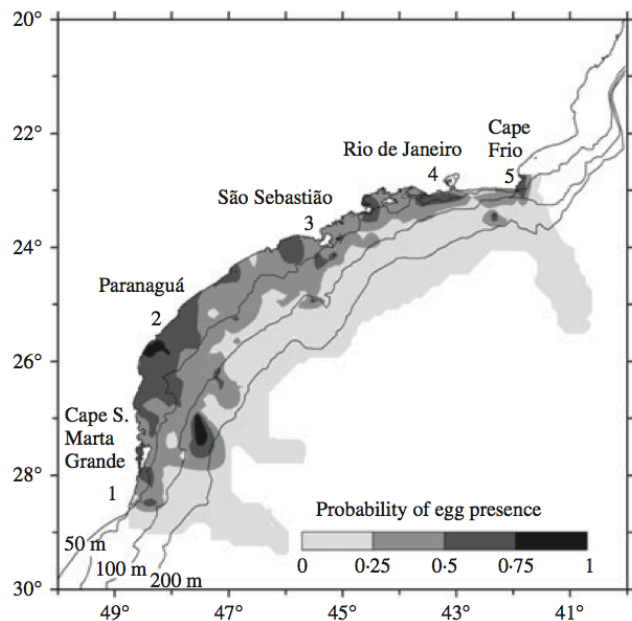 20°
22°
24°
26°
28°
30°
Rio de Janeiro
4
Cape
Frio
5
São Sebastião
3
Paranaguá
2
Cape S.
Marta
Grande
1
50 m
100 m
200 m
Probability of egg presence
0 0·25 0·5 0·75 1
49° 47° 45° 43° 41°